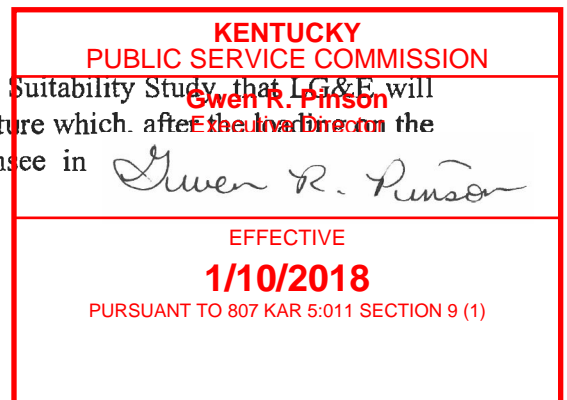 KENTUCKY
PUBLIC SERVICE COMMISSION
Suitability Study, that LG&E will
Gwen R. Pinson
ture which, after the loading on the
Executive Director
nsee in
Gwen R. Pinson
EFFECTIVE
1/10/2018
PURSUANT TO 807 KAR 5:011 SECTION 9 (1)